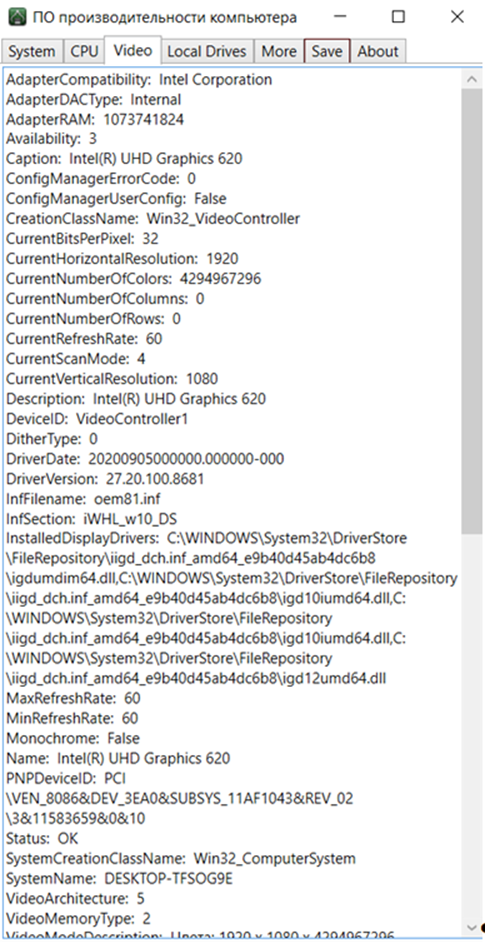 ПО производительности компьютера
System CPU Video Local Drives More Save About
AdapterCompatibility: Intel Corporation
AdapterDACType: Internal
AdapterRAM: 1073741824
Availability: 3
Caption: Intel(R) UHD Graphics 620
ConfigManagerErrorCode: 0
ConfigManagerUserConfig: False
CreationClassName: Win32_VideoController
CurrentBitsPerPixel: 32
CurrentHorizontalResolution: 1920
CurrentNumberOfColors: 4294967296
CurrentNumberOfColumns: 0
CurrentNumberOfRows: 0
CurrentRefreshRate: 60
CurrentScanMode: 4
CurrentVerticalResolution: 1080
Description: Intel(R) UHD Graphics 620
DeviceID: VideoController1
DitherType: 0
DriverDate: 20200905000000.000000-000
DriverVersion: 27.20.100.8681
InfFilename: oem81.inf
InfSection: iWHL_w10_DS
InstalledDisplayDrivers: C:\WINDOWS\System32\DriverStore
\FileRepository\iigd_dch.inf_amd64_e9b40d45ab4dc6b8
\igdumdim64.dll,C:\WINDOWS\System32\DriverStore\FileRepository
\iigd_dch.inf_amd64_e9b40d45ab4dc6b8\igd10iumd64.dll,C:
\WINDOWS\System32\DriverStore\FileRepository
\iigd_dch.inf_amd64_e9b40d45ab4dc6b8\igd10iumd64.dll,C:
\WINDOWS\System32\DriverStore\FileRepository
\iigd_dch.inf_amd64_e9b40d45ab4dc6b8\igd12umd64.dll
MaxRefreshRate: 60
MinRefreshRate: 60
Monochrome: False
Name: Intel(R) UHD Graphics 620
PNPDeviceID: PCI
\VEN_8086&DEV_3EA0&SUBSYS_11AF1043&REV_02
\3&11583659&0&10
Status: OK
SystemCreationClassName: Win32_ComputerSystem
SystemName: DESKTOP-TFSOG9E
VideoArchitecture: 5
VideoMemoryType: 2
VideoModeDescription: Цвета: 1920 x 1080 x 4294967296